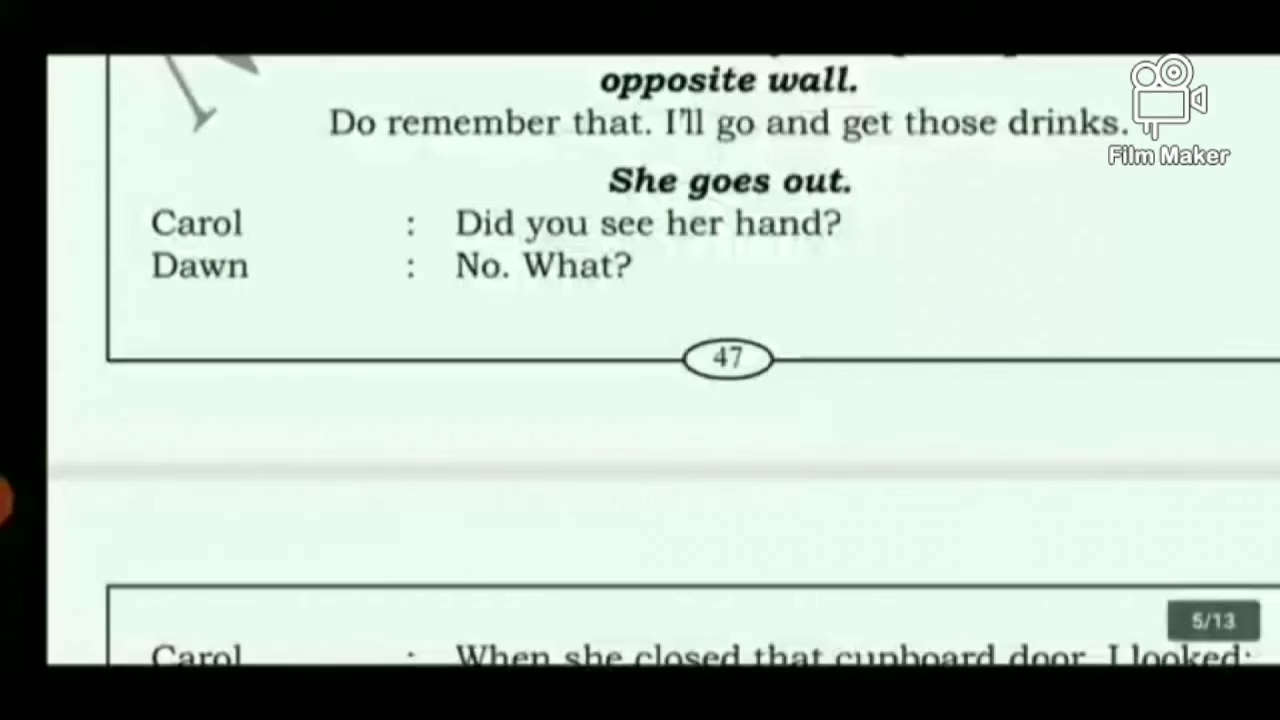 opposite wall.
Do remember that. I'll go and get those drinks.
Film Maker
She goes out.
Carol : Did you see her hand?
Dawn : No. What?
47
5/13
Carol : When she closed that cupboard door, I looked;